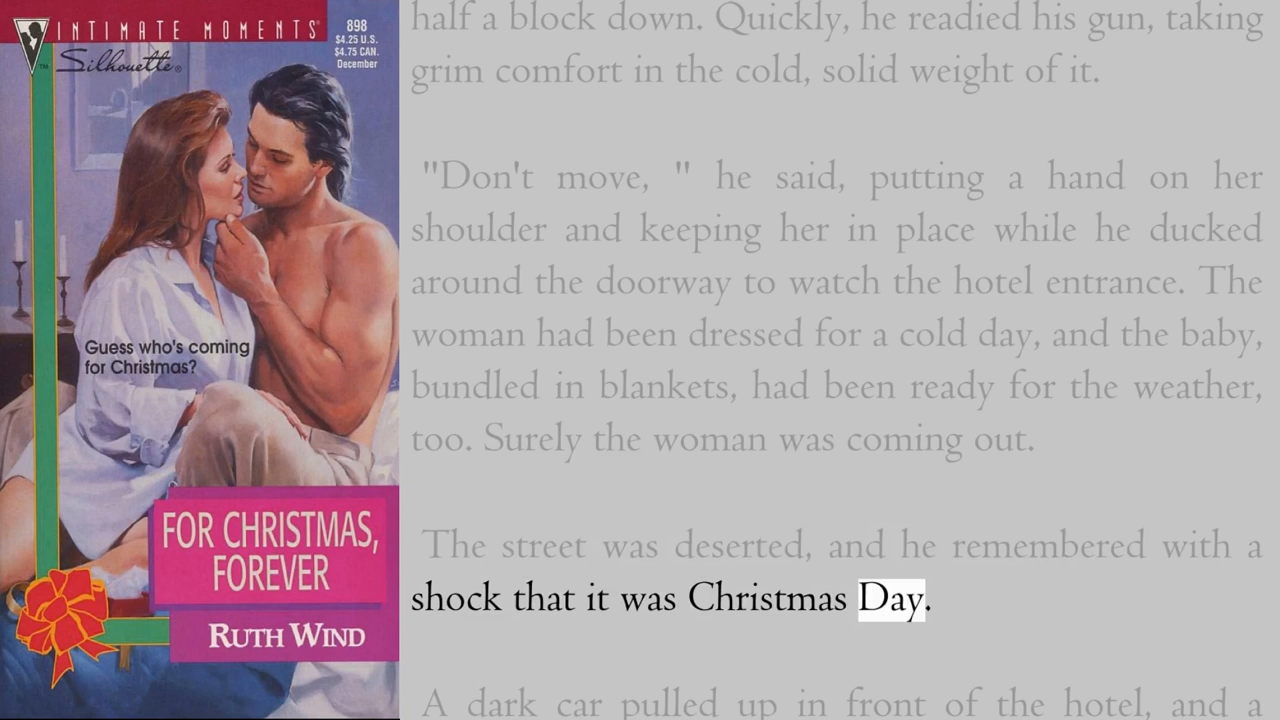 INTIMATE MOMENTS®
Silhouette®
898
$4.25 U.S.
$4.75 CAN.
December
TM
Guess who's coming
for Christmas?
FOR CHRISTMAS,
FOREVER
RUTH WIND
half a block down. Quickly, he readied his gun, taking
grim comfort in the cold, solid weight of it.
"Don't move, " he said, putting a hand on her
shoulder and keeping her in place while he ducked
around the doorway to watch the hotel entrance. The
woman had been dressed for a cold day, and the baby,
bundled in blankets, had been ready for the weather,
too. Surely the woman was coming out.
The street was deserted, and he remembered with a
shock that it was Christmas Day.
A dark car pulled up in front of the hotel, and a